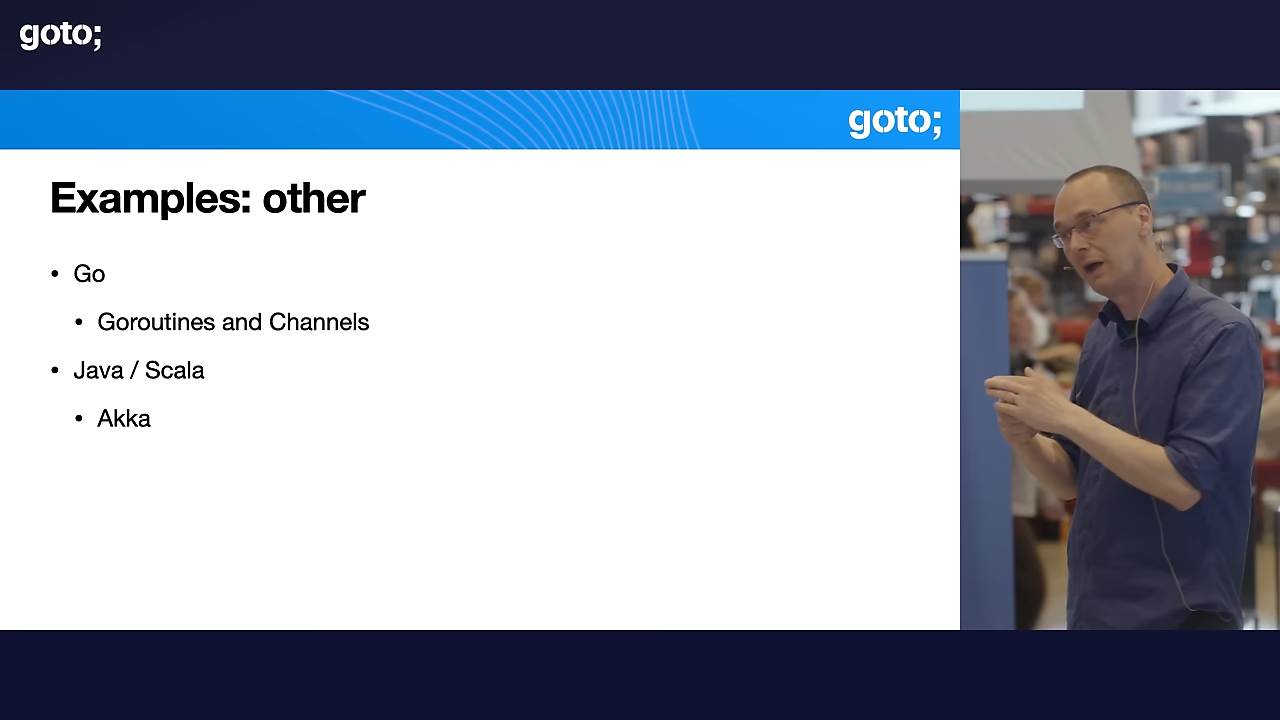 goto;
goto;
Examples: other
• Go
• Goroutines and Channels
• Java / Scala
• Akka